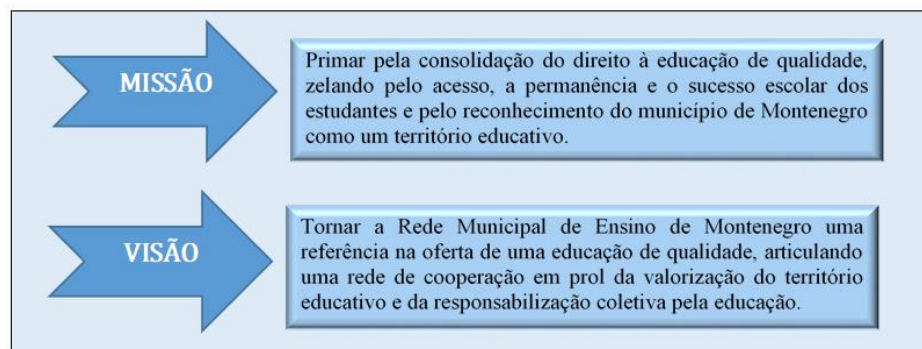 MISSÃO
Primar pela consolidação do direito à educação de qualidade,
zelando pelo acesso, a permanência e o sucesso escolar dos
estudantes e pelo reconhecimento do município de Montenegro
como um território educativo.
VISÃO
Tornar a Rede Municipal de Ensino de Montenegro uma
referência na oferta de uma educação de qualidade, articulando
uma rede de cooperação em prol da valorização do território
educativo e da responsabilização coletiva pela educação.